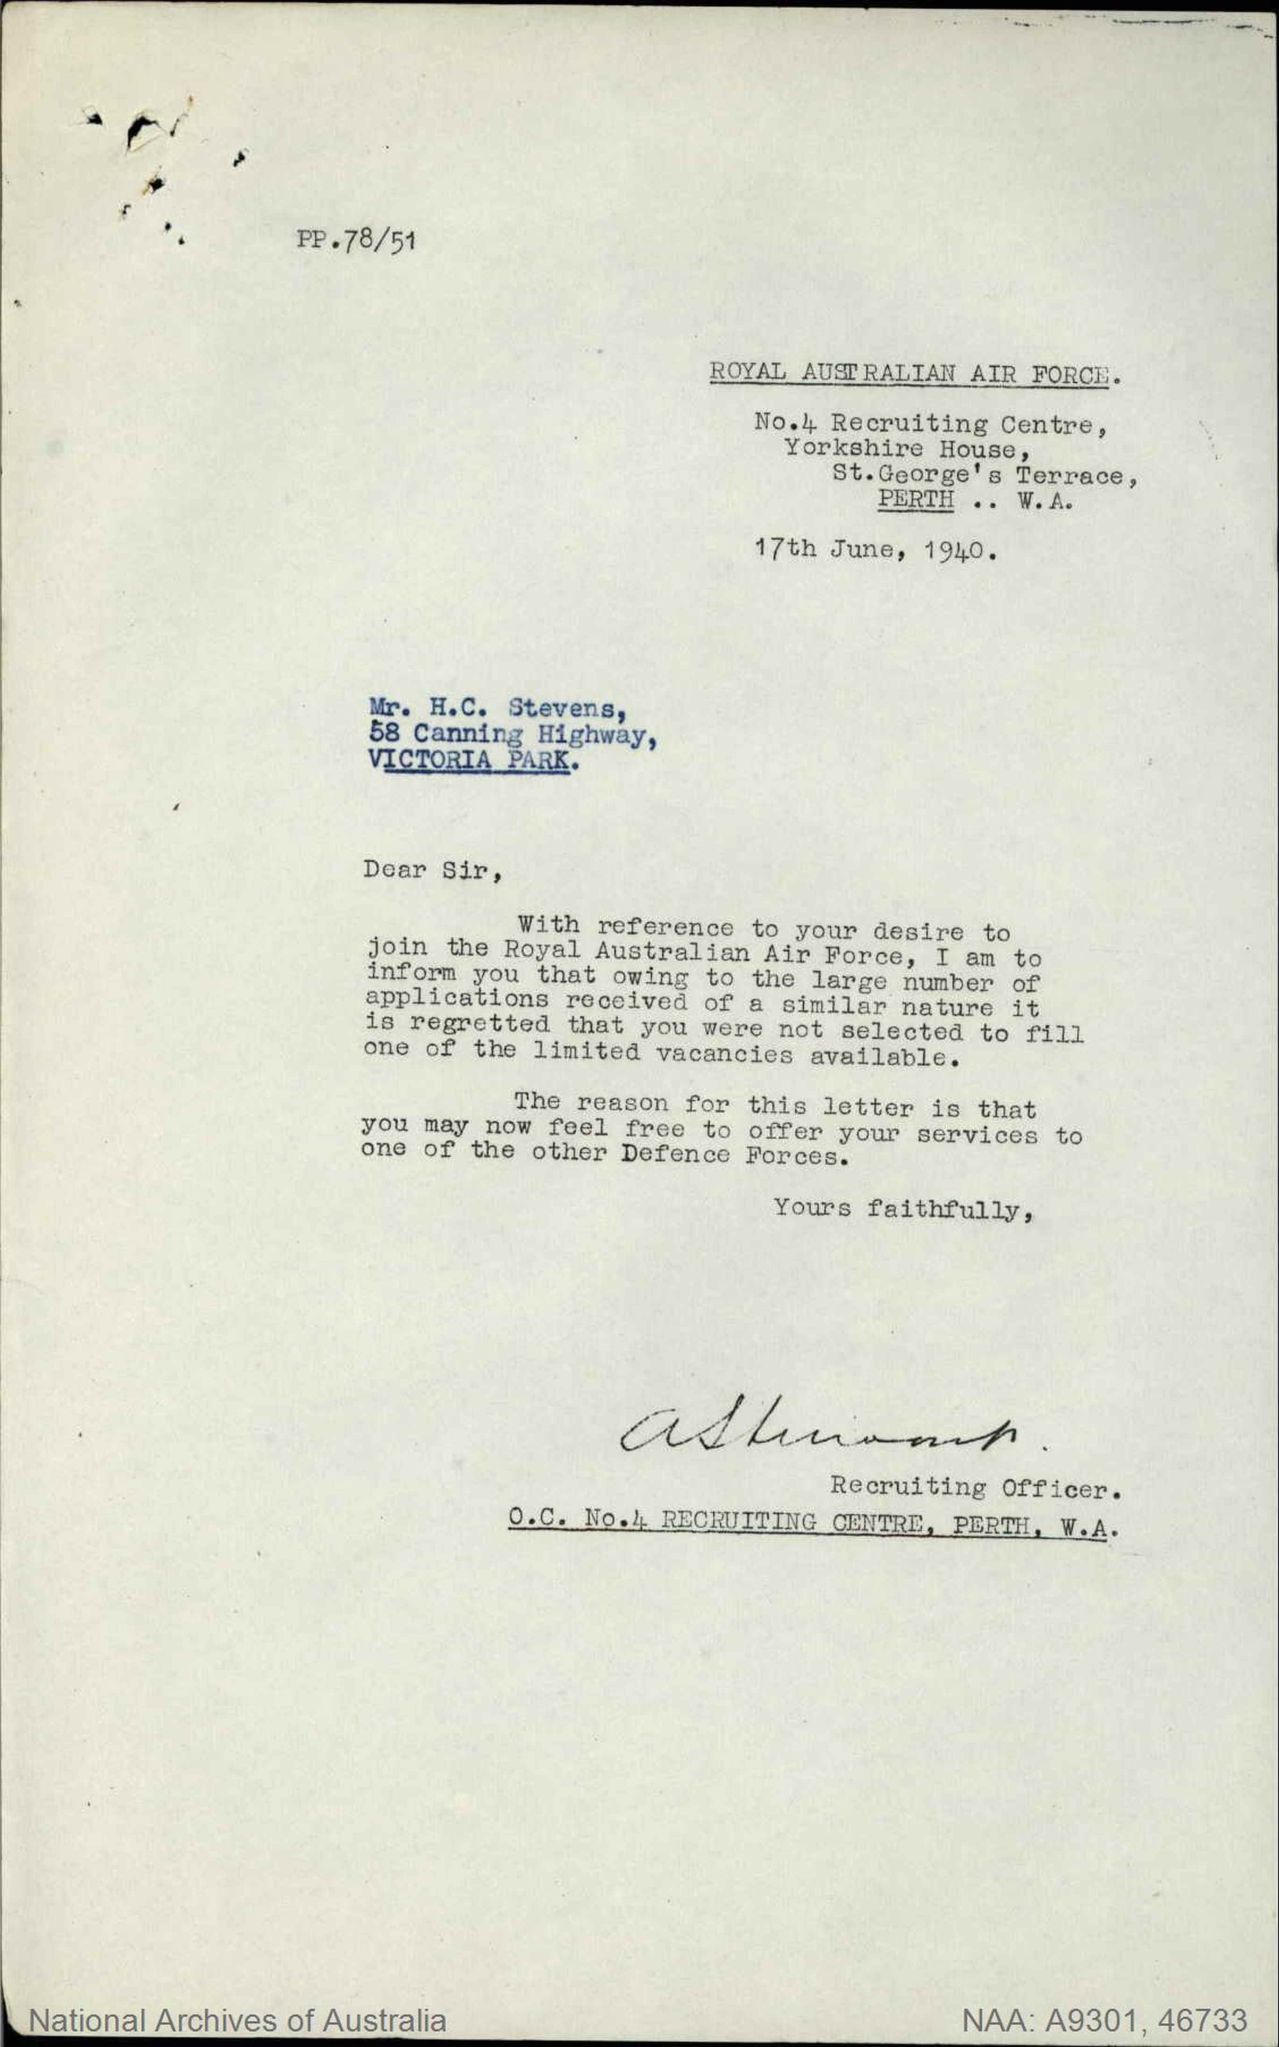 PP.78/51
ROYAL AUSTRALIAN AIR FORCE.
No.4 Recruiting Centre,
Yorkshire House,
St.George's Terrace,
PERTH .. W.A.
17th June, 1940.
Mr. H.C. Stevens,
58 Canning Highway,
VICTORIA PARK.
Dear Sir,
With reference to your desire to
join the Royal Australian Air Force, I am to
inform you that owing to the large number of
applications received of a similar nature it
is regretted that you were not selected to fill
one of the limited vacancies available.
The reason for this letter is that
you may now feel free to offer your services to
one of the other Defence Forces.
Yours faithfully,
Recruiting Officer.
O.C. No.4 RECRUITING CENTRE, PERTH, W.A.
National Archives of Australia
NAA: A9301, 46733